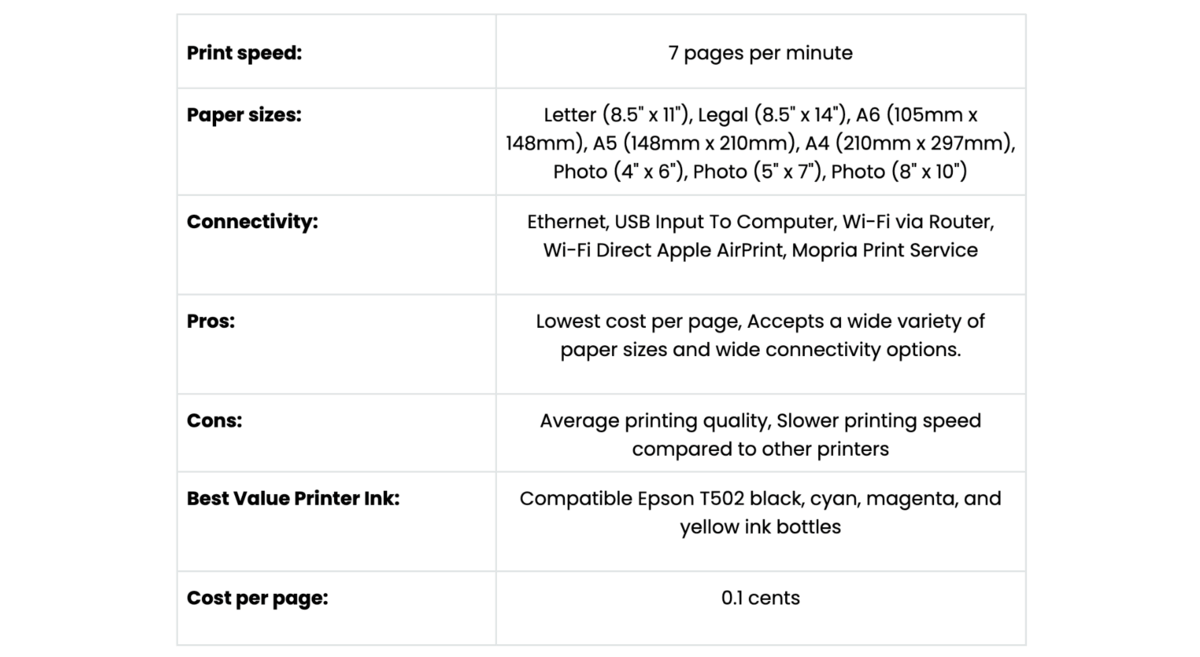 Print speed:
7 pages per minute
Paper sizes:
Letter (8.5" x 11"), Legal (8.5" x 14"), A6 (105mm x
148mm), A5 (148mm x 210mm), A4 (210mm x 297mm),
Photo (4" x 6"), Photo (5" x 7"), Photo (8" x 10")
Connectivity:
Ethernet, USB Input To Computer, Wi-Fi via Router,
Wi-Fi Direct Apple AirPrint, Mopria Print Service
Pros:
Lowest cost per page, Accepts a wide variety of
paper sizes and wide connectivity options.
Cons:
Average printing quality, Slower printing speed
compared to other printers
Best Value Printer Ink:
Compatible Epson T502 black, cyan, magenta, and
yellow ink bottles
Cost per page:
0.1 cents